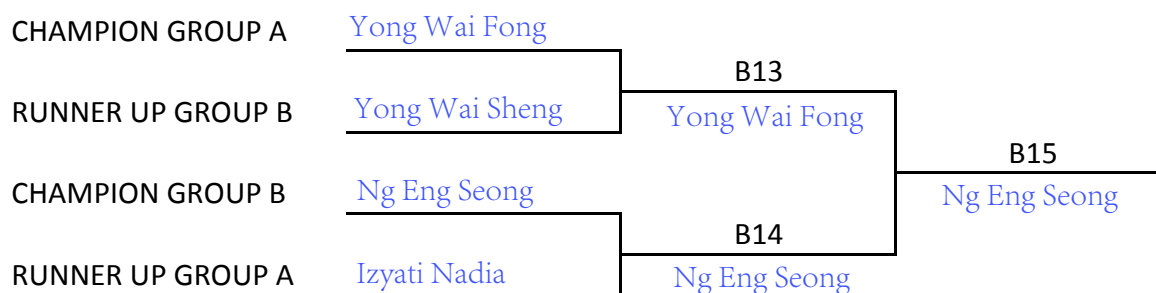 CHAMPION GROUP A Yong Wai Fong
B13
RUNNER UP GROUP B Yong Wai Sheng Yong Wai Fong
B15
CHAMPION GROUP B Ng Eng Seong Ng Eng Seong
B14
RUNNER UP GROUP A Izyati Nadia Ng Eng Seong